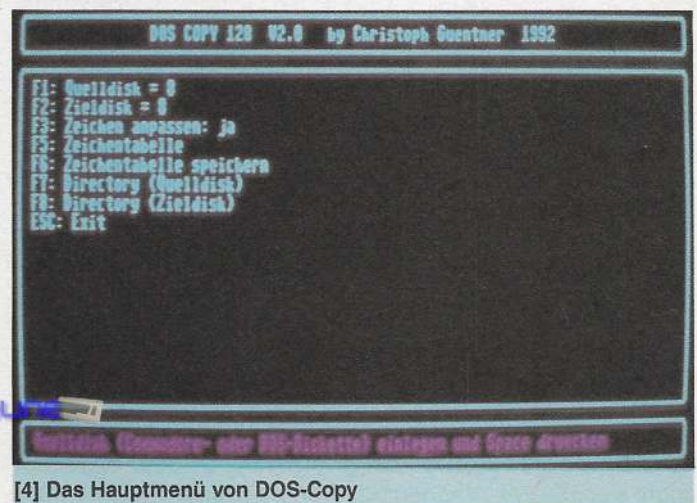 DOS COPY 128 V2.0 by Christoph Guentner 1992
F1: Quelldisk = 8
F2: Zieldisk = 8
F3: Zeichen anpassen: ja
F5: Zeichentabelle
F6: Zeichentabelle speichern
F7: Directory (Quelldisk)
F8: Directory (Zieldisk)
ESC: Exit
Quelldisk (Commodore- oder DOS-Diskette) einlegen und Space druecken
[4] Das Hauptmenü von DOS-Copy